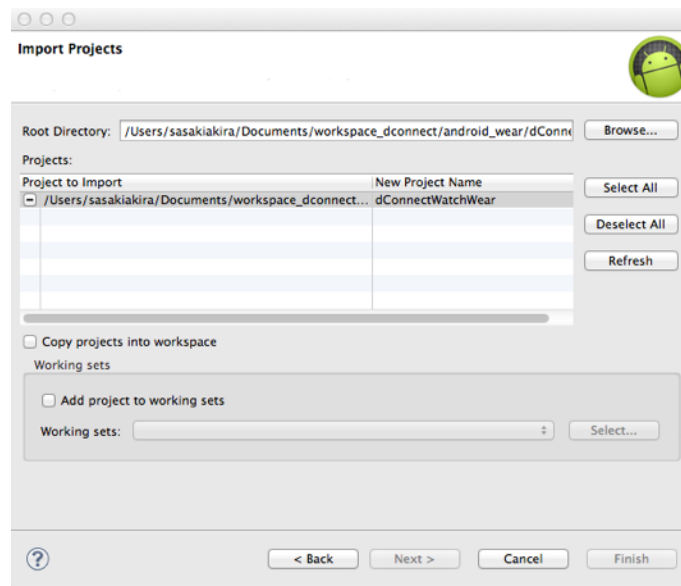 Import Projects
Root Directory: /Users/sasakiakira/Documents/workspace_dconnect/android_wear/dConne Browse...
Projects:
Project to Import New Project Name
/Users/sasakiakira/Documents/workspace_dconnect... dConnectWatchWear
Select All
Deselect All
Refresh
Copy projects into workspace
Working sets
Add project to working sets
Working sets: Select...
? < Back Next > Cancel Finish